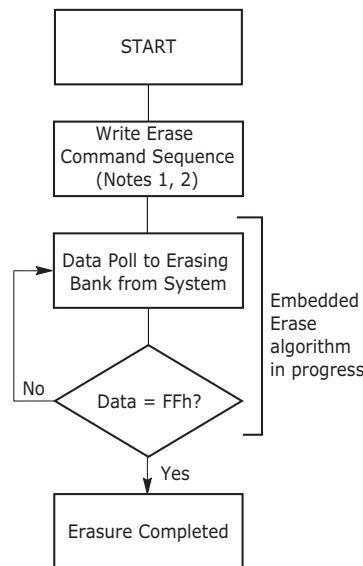 START
Write Erase
Command Sequence
(Notes 1, 2)
Data Poll to Erasing
Bank from System
Embedded
Erase
algorithm
in progress
No
Data = FFh?
Yes
Erasure Completed